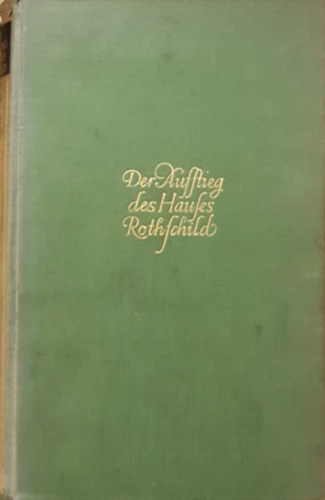 Der Aufſtieg
des Hauſes
Rothſchild